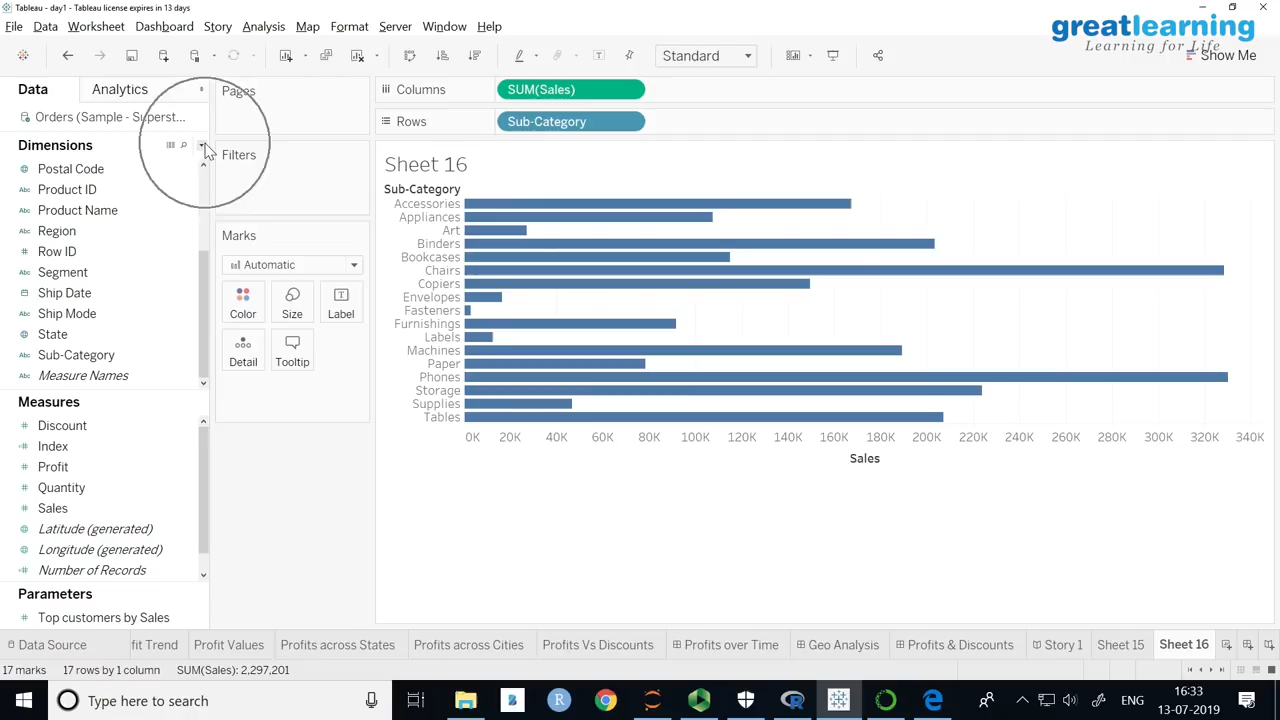 Tableau - day1 - Tableau license expires in 13 days
File Data Worksheet Dashboard Story Analysis Map Format Server Window Help
greatlearning
Learning for Life
Standard
Show Me
Data Analytics
Pages
Columns SUM(Sales)
Orders (Sample - Superst...
Rows Sub-Category
Dimensions
Filters
Abc
Postal Code
Abc Product ID
Abc Product Name
Abc Region
# Row ID
Abc Segment
Ship Date
Abc Ship Mode
State
Abc Sub-Category
Abc Measure Names
Measures
# Discount
=# Index
# Profit
# Quantity
# Sales
Latitude (generated)
Longitude (generated)
=# Number of Records
Parameters
# Top customers by Sales
Marks
Automatic
Color Size Label
Detail Tooltip
Sheet 16
Sub-Category
Accessories
Appliances
Art
Binders
Bookcases
Chairs
Copiers
Envelopes
Fasteners
Furnishings
Labels
Machines
Paper
Phones
Storage
Supplies
Tables
0K 20K 40K 60K 80K 100K 120K 140K 160K 180K 200K 220K 240K 260K 280K 300K 320K 340K
Sales
Data Source fit Trend Profit Values Profits across States Profits across Cities Profits Vs Discounts Profits over Time Geo Analysis Profits & Discounts Story 1 Sheet 15 Sheet 16
17 marks 17 rows by 1 column SUM(Sales): 2,297,201
Type here to search
ENG
16:33
13-07-2019